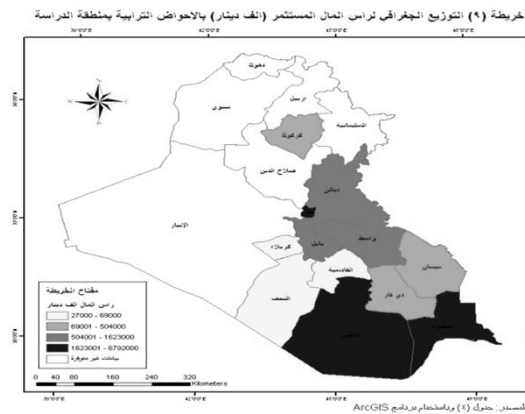 خريطة (٩) التوزيع الجغرافي لراس المال المستثمر (الف دينار) بالاحواض الترابية بمنطقة الدراسة
دهوك
نينوى
اربيل
السليمانية
كركوك
صلاح الدين
ديالى
الانبار
كربلاء
بابل
واسط
القادسية
ميسان
النجف
ذي قار
مفتاح الخريطة
راس المال الف دينار
27000 - 69000
69001 - 504000
504001 - 1623000
1623001 - 6792000
بيانات غير متوفرة
0 40 80 160 240 320
Kilometers
المصدر: جدول (٤) وباستخدام برنامج ArcGIS